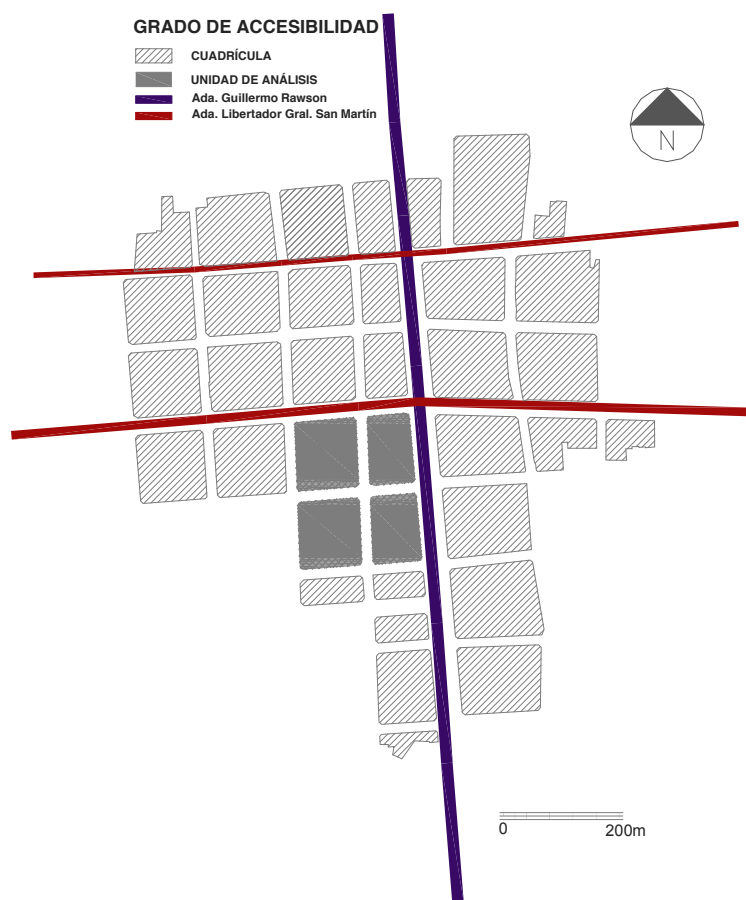 GRADO DE ACCESIBILIDAD
CUADRÍCULA
UNIDAD DE ANÁLISIS
Ada. Guillermo Rawson
Ada. Libertador Gral. San Martín
N
0 200m